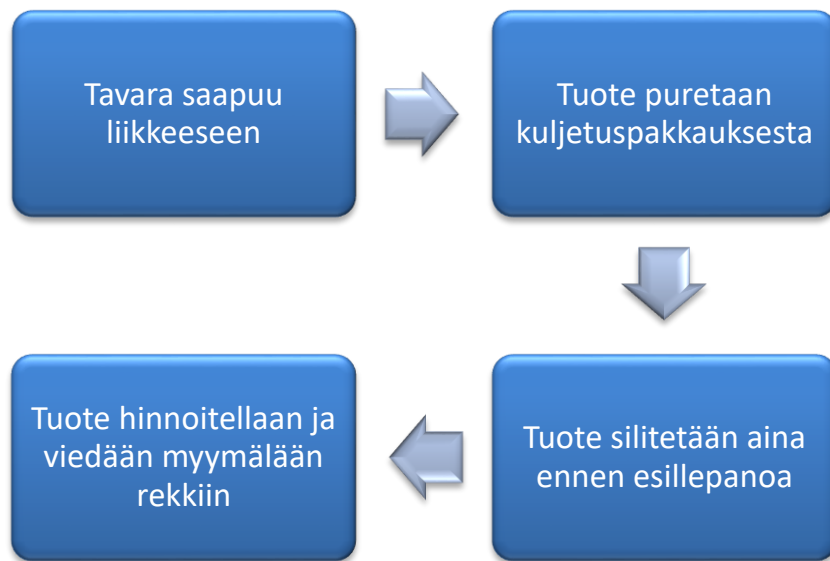 Tavara saapuu
liikkeeseen
Tuote puretaan
kuljetuspakkauksesta
Tuote silitetään aina
ennen esillepanoa
Tuote hinnoitellaan ja
viedään myymälään
rekkiin